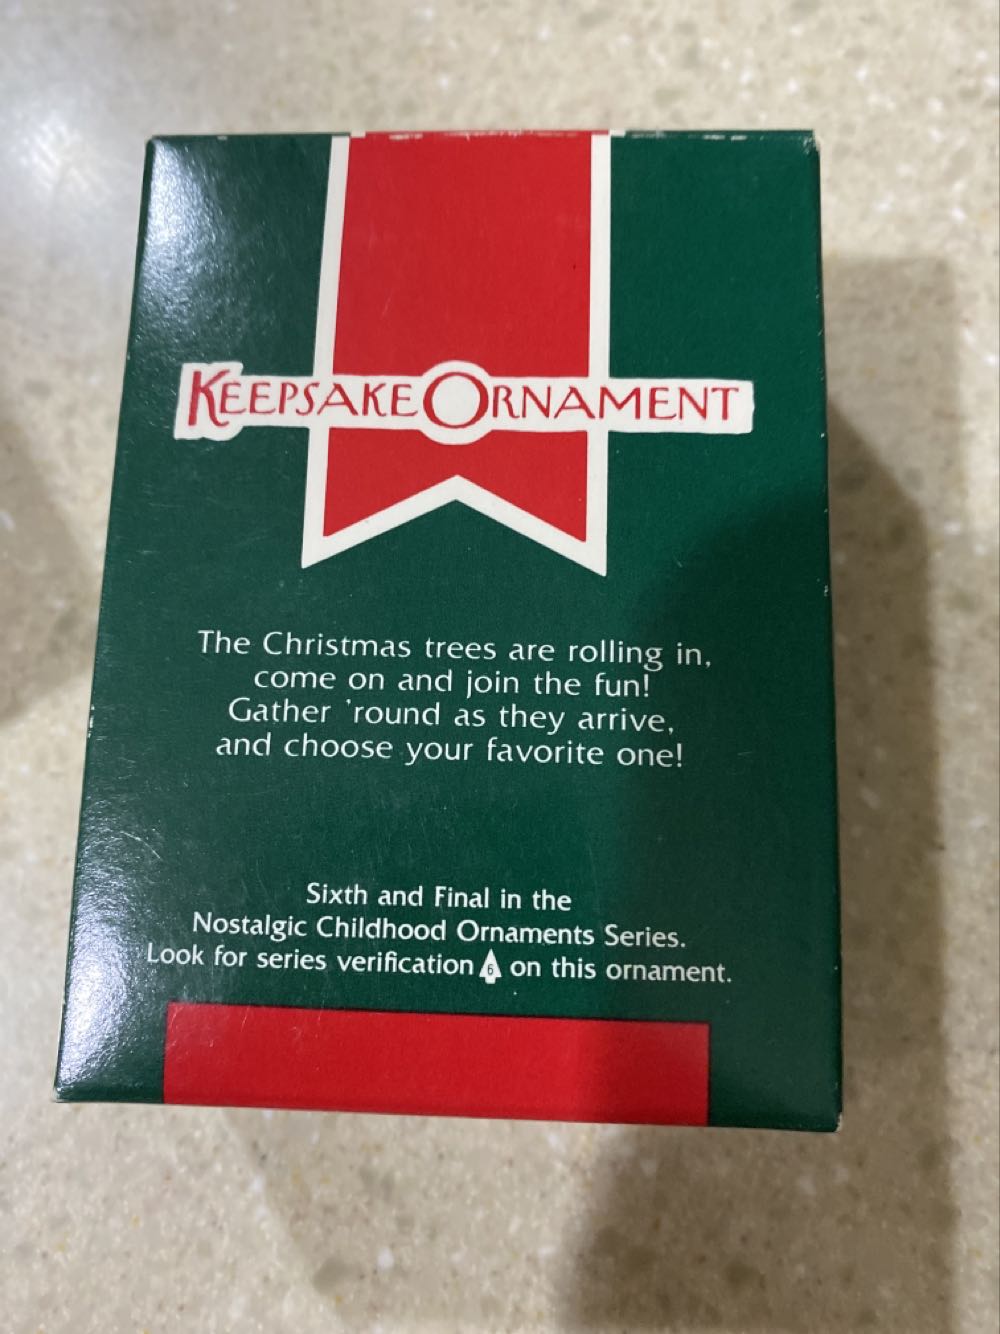 KEEPSAKE ORNAMENT
The Christmas trees are rolling in,
come on and join the fun!
Gather 'round as they arrive,
and choose your favorite one!
Sixth and Final in the
Nostalgic Childhood Ornaments Series.
Look for series verification 6 on this ornament.